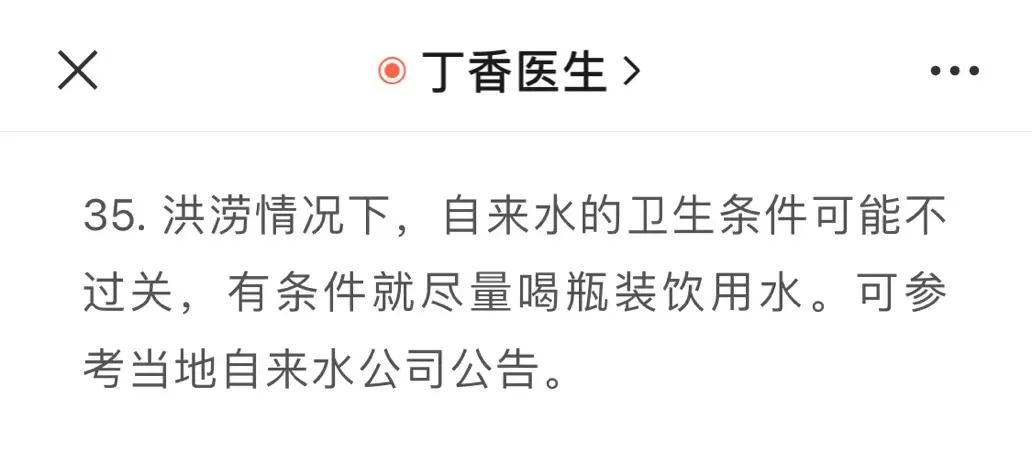 丁香医生
35. 洪涝情况下，自来水的卫生条件可能不
过关，有条件就尽量喝瓶装饮用水。可参
考当地自来水公司公告。